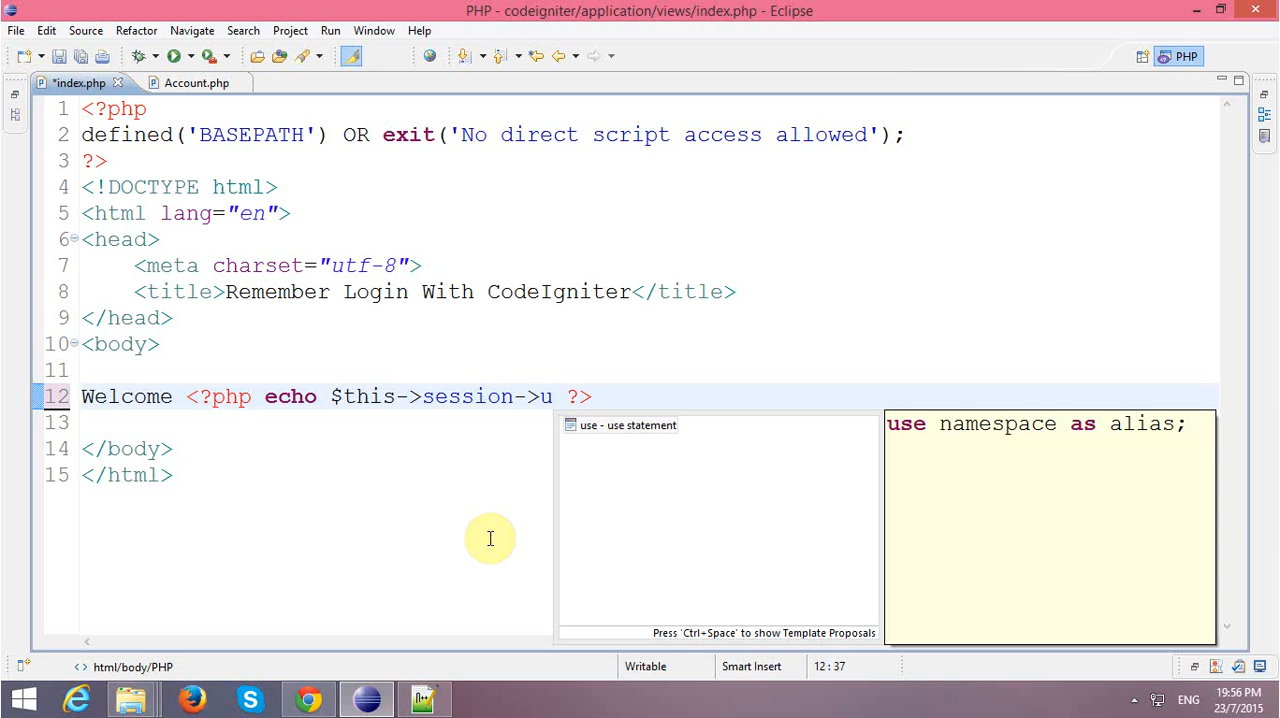 PHP - codeigniter/application/views/index.php - Eclipse
File Edit Source Refactor Navigate Search Project Run Window Help
PHP
*index.php Account.php
1 <?php
2 defined('BASEPATH') OR exit('No direct script access allowed');
3 ?>
4 <!DOCTYPE html>
5 <html lang="en">
6 <head>
7 <meta charset="utf-8">
8 <title>Remember Login With CodeIgniter</title>
9 </head>
10 <body>
11
12 Welcome <?php echo $this->session->u ?>
13
14 </body>
15 </html>
use - use statement
use namespace as alias;
Press 'Ctrl+Space' to show Template Proposals
html/body/PHP Writable Smart Insert 12 : 37
ENG
19:56 PM
23/7/2015